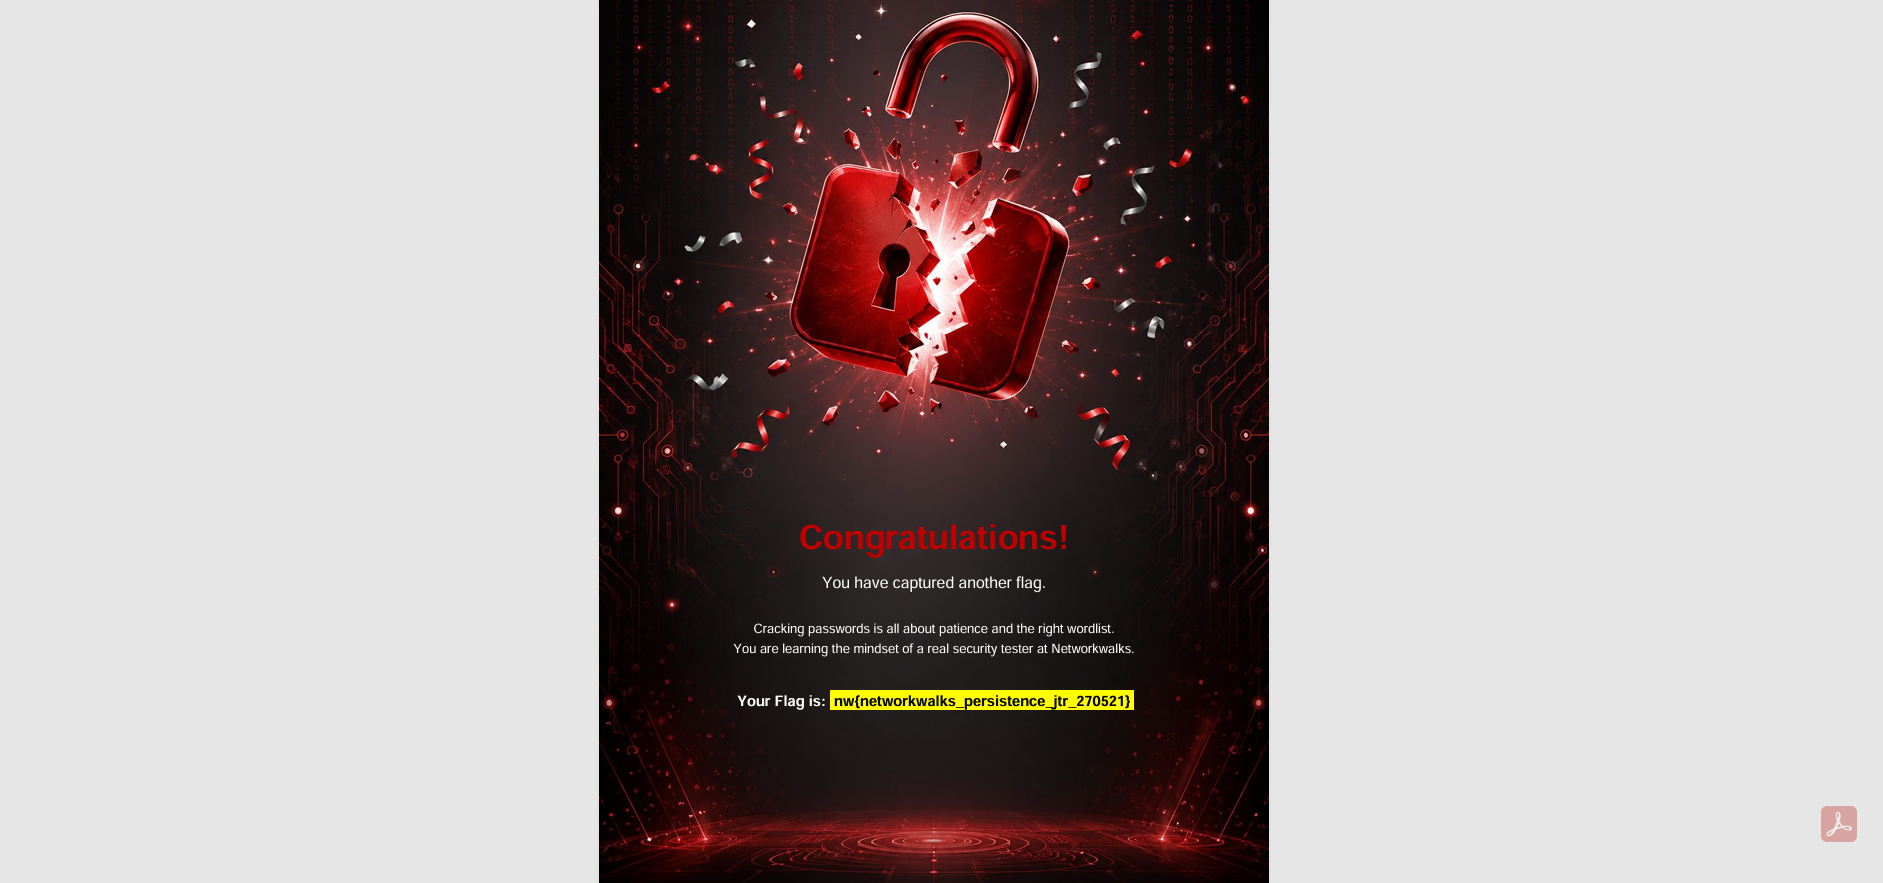 Congratulations!
You have captured another flag.
Cracking passwords is all about patience and the right wordlist.
You are learning the mindset of a real security tester at Networkwalks.
Your Flag is: nw{networkwalks_persistence_jtr_270521}